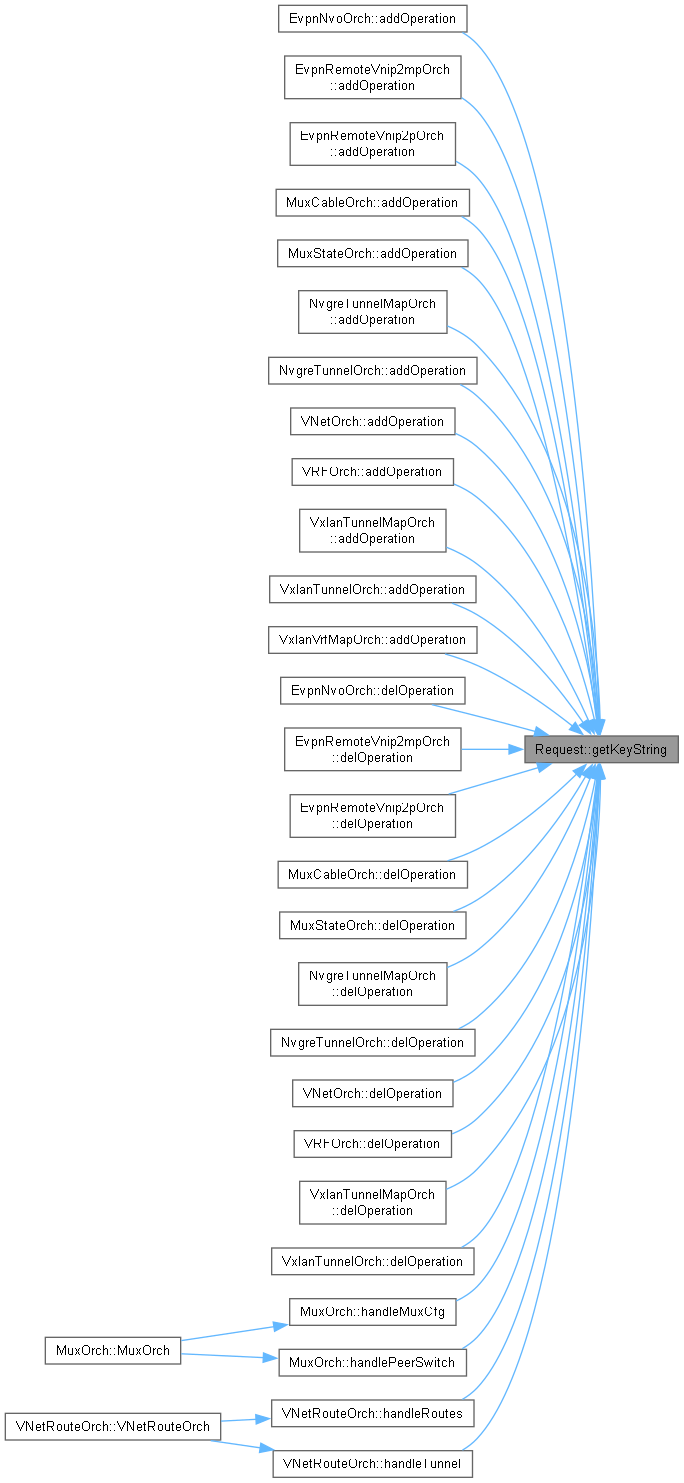 EvpnNvoOrch::addOperation
EvpnRemoteVnip2mpOrch
::addOperation
EvpnRemoteVnip2pOrch
::addOperation
MuxCableOrch::addOperation
MuxStateOrch::addOperation
NvgreTunnelMapOrch
::addOperation
NvgreTunnelOrch::addOperation
VNetOrch::addOperation
VRFOrch::addOperation
VxlanTunnelMapOrch
::addOperation
VxlanTunnelOrch::addOperation
VxlanVrfMapOrch::addOperation
EvpnNvoOrch::delOperation
Request::getKeyString
EvpnRemoteVnip2mpOrch
::delOperation
EvpnRemoteVnip2pOrch
::delOperation
MuxCableOrch::delOperation
MuxStateOrch::delOperation
NvgreTunnelMapOrch
::delOperation
NvgreTunnelOrch::delOperation
VNetOrch::delOperation
VRFOrch::delOperation
VxlanTunnelMapOrch
::delOperation
VxlanTunnelOrch::delOperation
MuxOrch::handleMuxCfg
MuxOrch::MuxOrch
MuxOrch::handlePeerSwitch
VNetRouteOrch::handleRoutes
VNetRouteOrch::VNetRouteOrch
VNetRouteOrch::handleTunnel